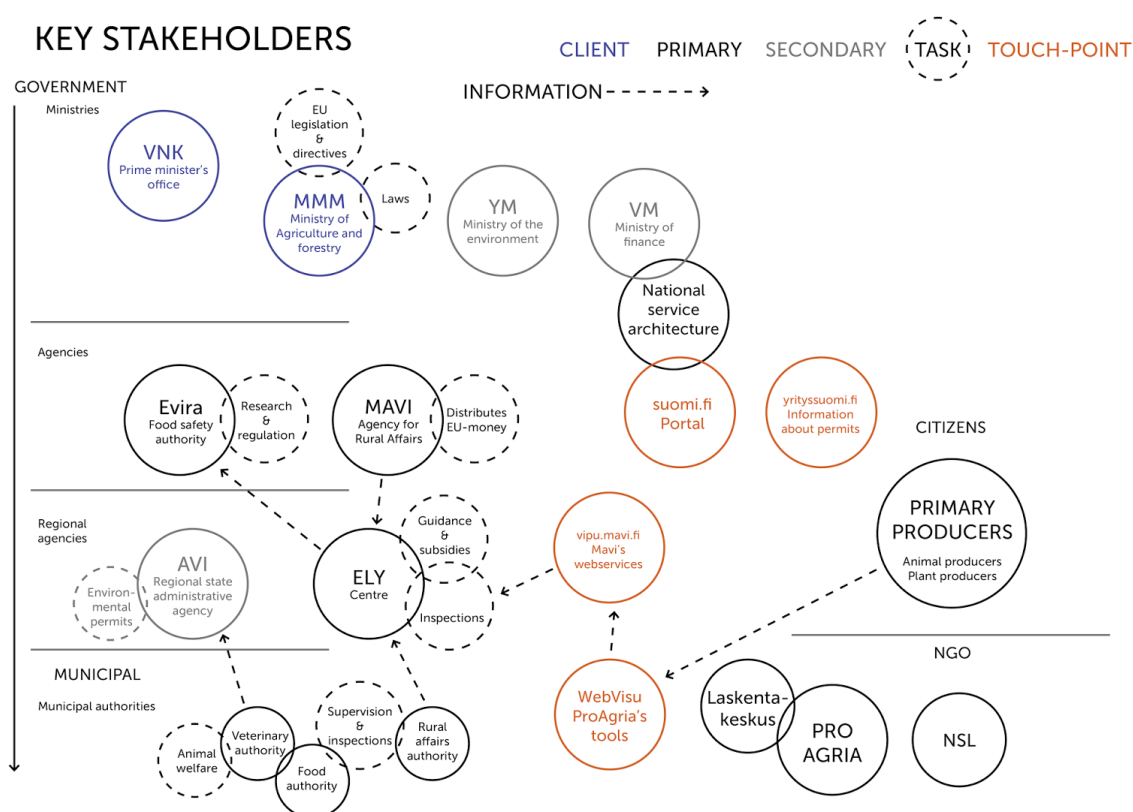 KEY STAKEHOLDERS
CLIENT
PRIMARY
SECONDARY
TASK
TOUCH-POINT
GOVERNMENT
INFORMATION
Ministries
VNK
Prime minister's
office
EU
legislation
&
directives
MMM
Ministry of
Agriculture and
forestry
Laws
YM
Ministry of the
environment
VM
Ministry of
finance
National
service
architecture
Agencies
Evira
Food safety
authority
Research
&
regulation
MAVI
Agency for
Rural Affairs
Distributes
EU-money
suomi.fi
Portal
yrityssuomi.fi
Information
about permits
CITIZENS
PRIMARY
PRODUCERS
Animal producers
Plant producers
Regional
agencies
AVI
Regional state
administrative
agency
Environ-
mental
permits
ELY
Centre
Guidance
&
subsidies
Inspections
vipu.mavi.fi
Mavi's
webservices
NGO
MUNICIPAL
Municipal authorities
Animal
welfare
Veterinary
authority
Food
authority
Supervision
&
inspections
Rural
affairs
authority
WebVisu
ProAgria's
tools
Laskenta-
keskus
PRO
AGRIA
NSL